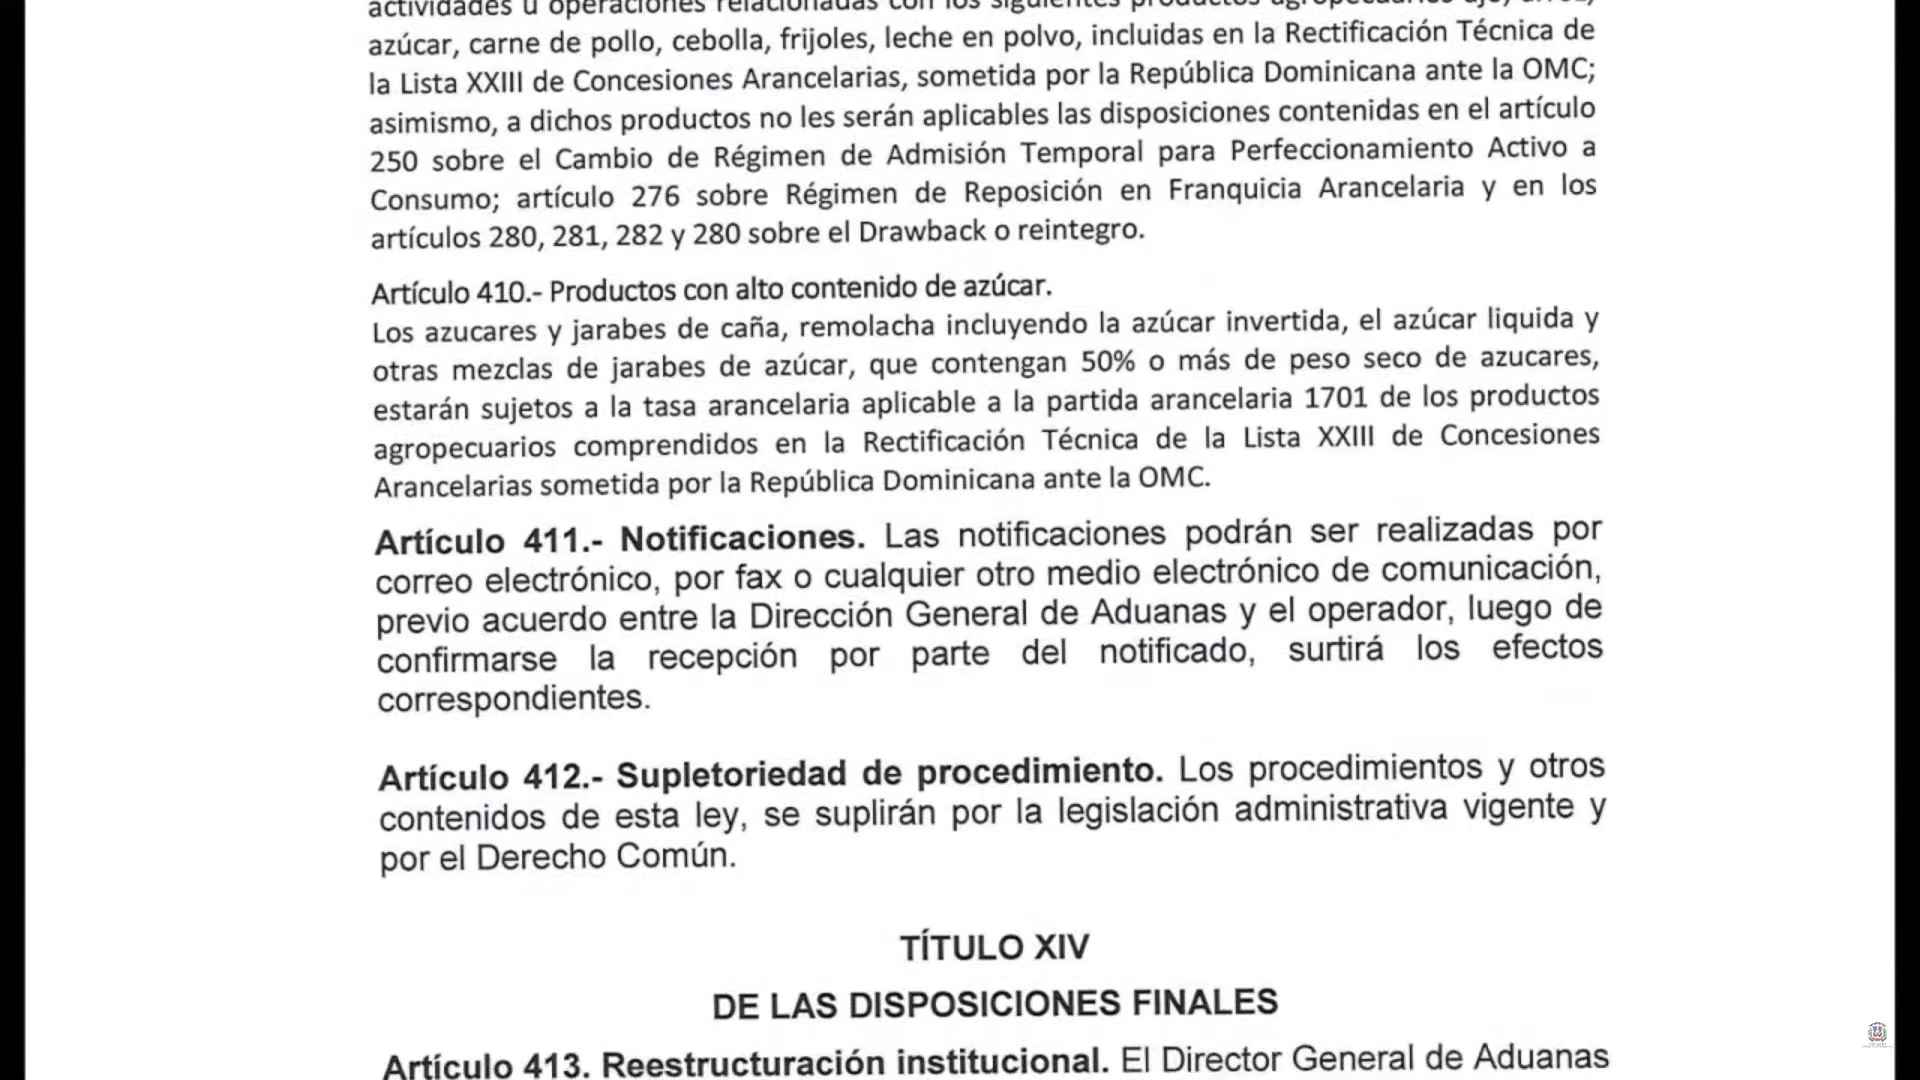 azúcar, carne de pollo, cebolla, frijoles, leche en polvo, incluidas en la Rectificación Técnica de
la Lista XXIII de Concesiones Arancelarias, sometida por la República Dominicana ante la OMC;
asimismo, a dichos productos no les serán aplicables las disposiciones contenidas en el artículo
250 sobre el Cambio de Régimen de Admisión Temporal para Perfeccionamiento Activo a
Consumo; artículo 276 sobre Régimen de Reposición en Franquicia Arancelaria y en los
artículos 280, 281, 282 y 280 sobre el Drawback o reintegro.
Artículo 410.- Productos con alto contenido de azúcar.
Los azucares y jarabes de caña, remolacha incluyendo la azúcar invertida, el azúcar liquida y
otras mezclas de jarabes de azúcar, que contengan 50% o más de peso seco de azucares,
estarán sujetos a la tasa arancelaria aplicable a la partida arancelaria 1701 de los productos
agropecuarios comprendidos en la Rectificación Técnica de la Lista XXIII de Concesiones
Arancelarias sometida por la República Dominicana ante la OMC.
Artículo 411.- Notificaciones. Las notificaciones podrán ser realizadas por
correo electrónico, por fax o cualquier otro medio electrónico de comunicación,
previo acuerdo entre la Dirección General de Aduanas y el operador, luego de
confirmarse la recepción por parte del notificado, surtirá los efectos
correspondientes.
Artículo 412.- Supletoriedad de procedimiento. Los procedimientos y otros
contenidos de esta ley, se suplirán por la legislación administrativa vigente y
por el Derecho Común.
TÍTULO XIV
DE LAS DISPOSICIONES FINALES
Artículo 413. Reestructuración institucional. El Director General de Aduanas